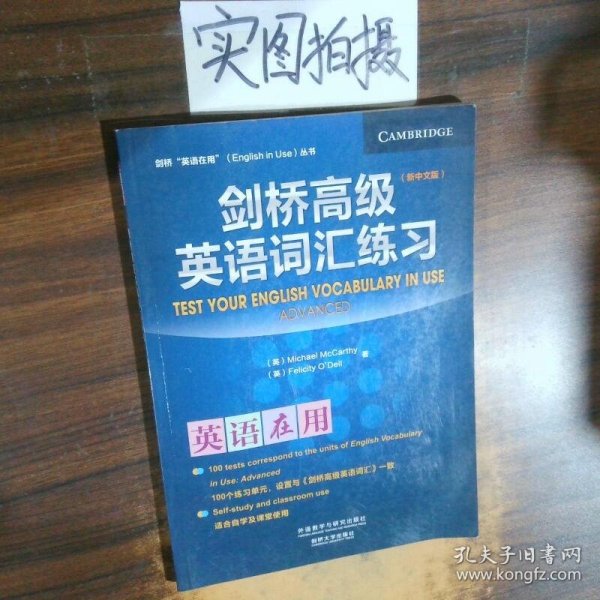 实图拍摄
CAMBRIDGE
剑桥“英语在用”（English in Use）丛书
（新中文版）
剑桥高级
英语词汇练习
TEST YOUR ENGLISH VOCABULARY IN USE
ADVANCED
（英）Michael McCarthy
（英）Felicity O'Dell
著
英语在用
100 tests correspond to the units of English Vocabulary
in Use: Advanced
100个练习单元，设置与《剑桥高级英语词汇》一致
Self-study and classroom use
适合自学及课堂使用
外语教学与研究出版社
剑桥大学出版社
孔夫子旧书网
www.kongfz.com